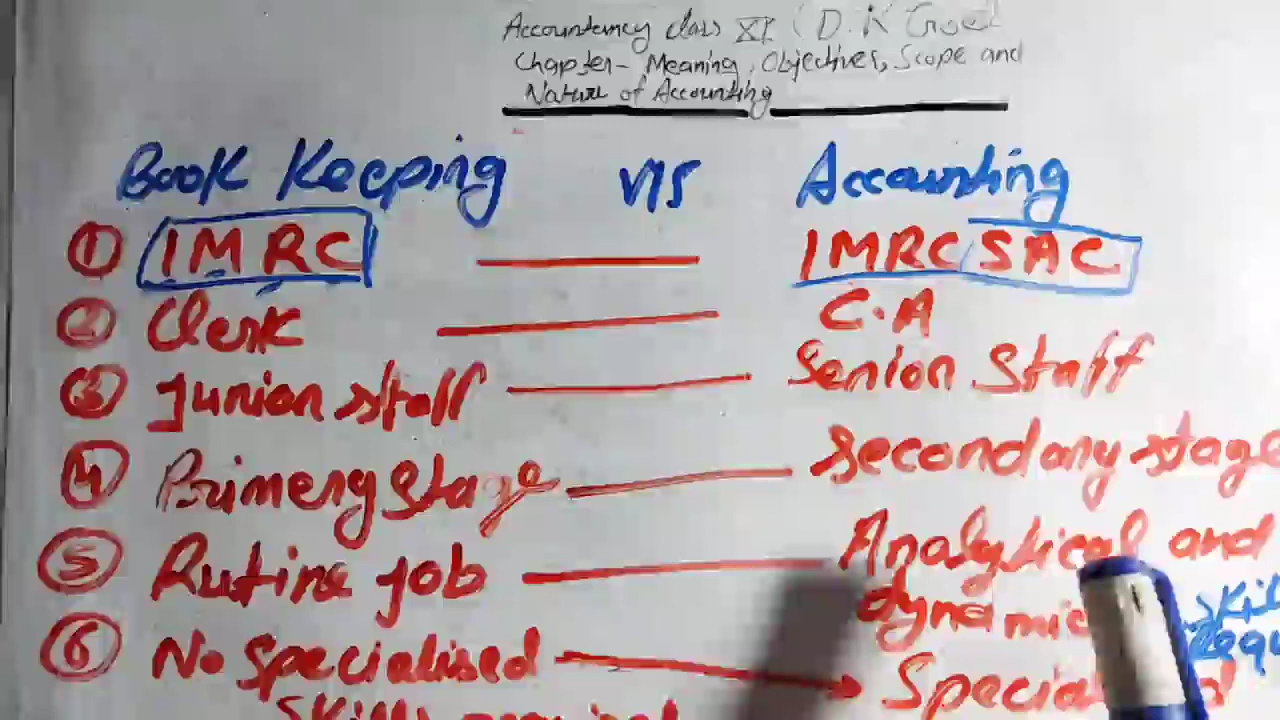 Accountancy class XI (D.K Goel
Chapter- Meaning, Objectives, Scope and
Nature of Accounting
Book Keeping V/S Accounting
① IMRC IMRC SAC
② Clerk C.A
③ Junior staff Senior Staff
④ Primery stage Secondary stage
⑤ Rutine job Analytical and
dynamic
⑥ No Specialised
Skills